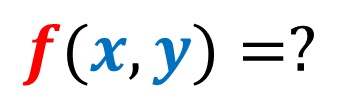 f(x, y) =?